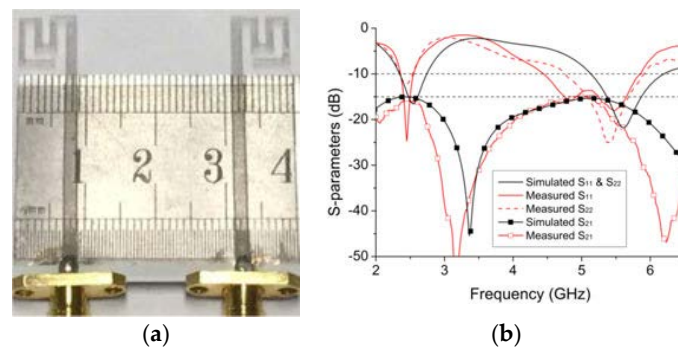 1 2 3 4
mm
0
-10
-20
-30
-40
-50
S-parameters (dB)
Simulated S11 & S22
Measured S11
Measured S22
Simulated S21
Measured S21
2 3 4 5 6
Frequency (GHz)
(a) (b)